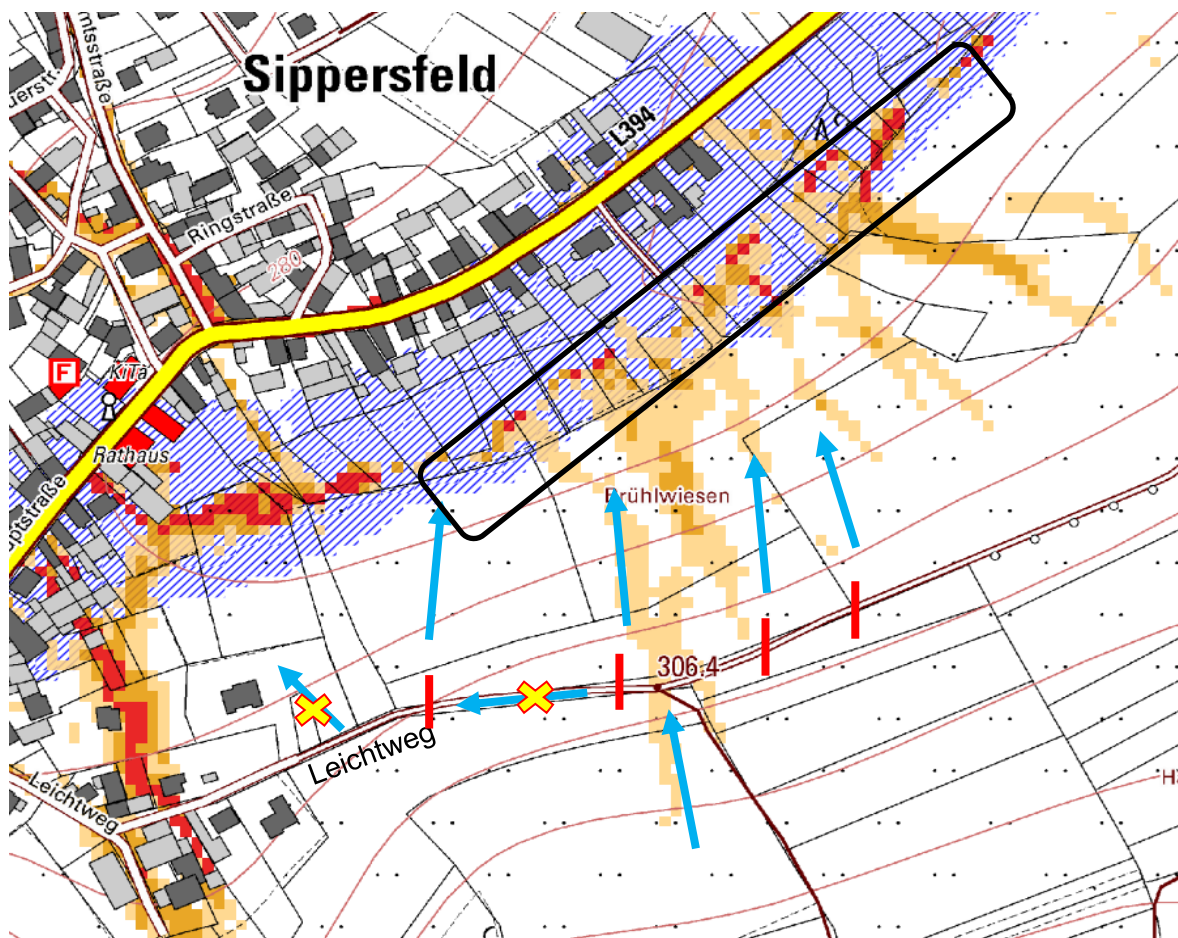 Sippersfeld
L394
Ringstraße
280
F
KiTa
Rathaus
Brühlwiesen
306.4
Leichtweg
Leichtweg